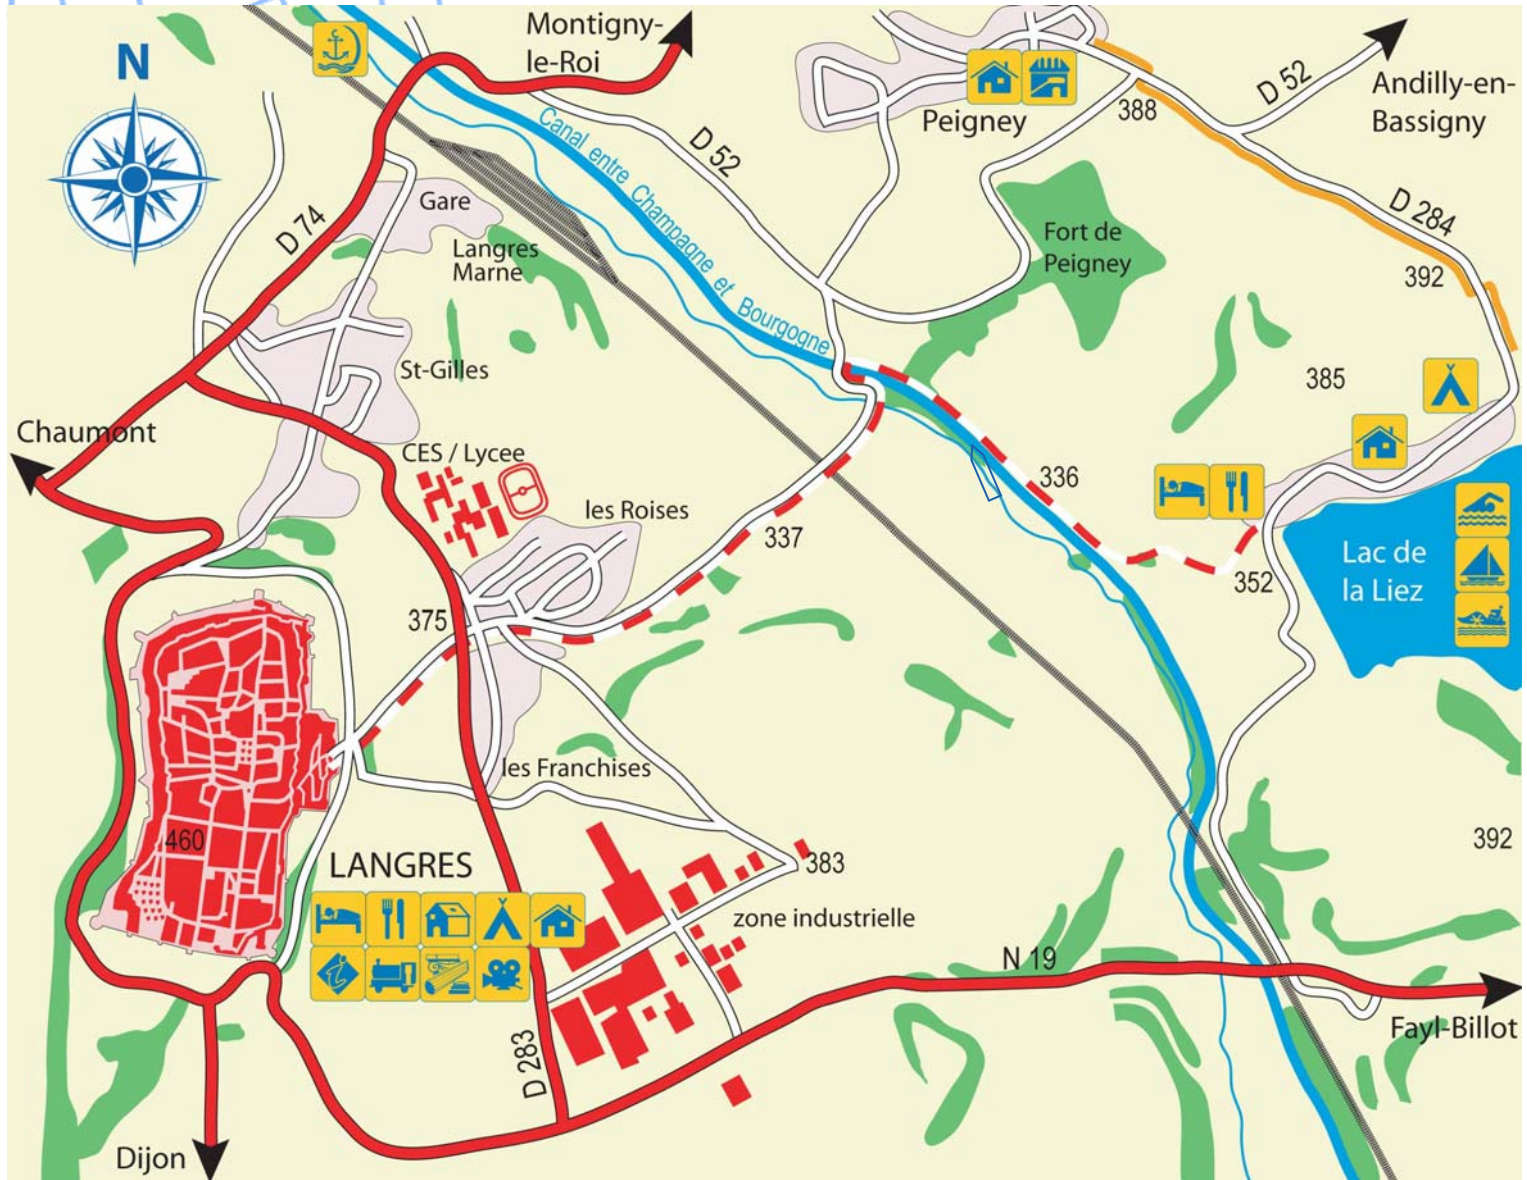 N
Montigny-
le-Roi
Peigney
388
D 52
Andilly-en-
Bassigny
Canal entre Champagne et Bourgogne
D 52
D 284
392
Gare
D 74
Langres
Marne
Fort de
Peigney
St-Gilles
385
Chaumont
CES / Lycee
336
les Roises
337
Lac de
la Liez
352
375
les Franchises
460
LANGRES
383
392
zone industrielle
N 19
Fayl-Billot
D 283
Dijon